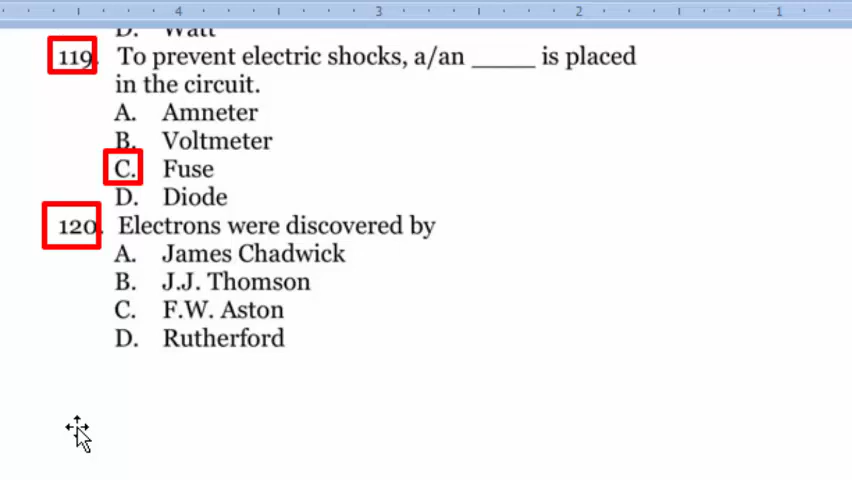 4 3 2 1
D. Watt
119. To prevent electric shocks, a/an _____ is placed
in the circuit.
A. Amneter
B. Voltmeter
C. Fuse
D. Diode
120. Electrons were discovered by
A. James Chadwick
B. J.J. Thomson
C. F.W. Aston
D. Rutherford